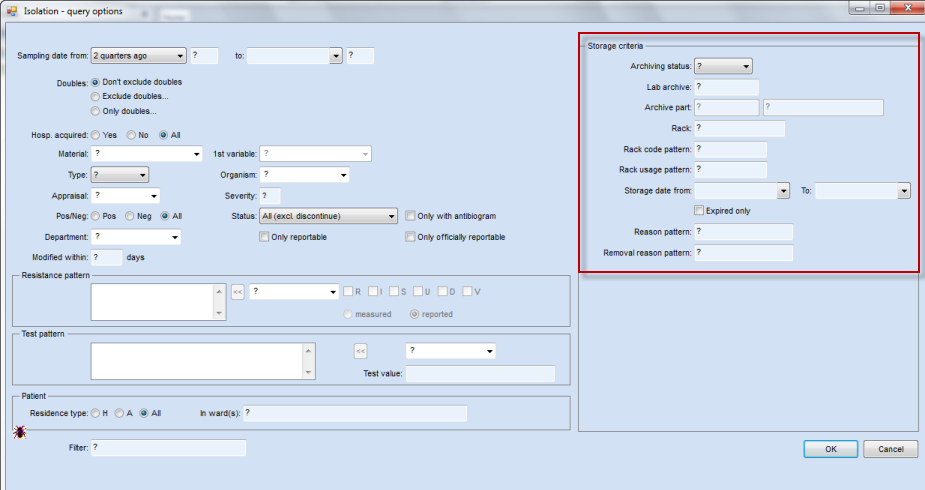 Isolation - query options
Sampling date from: 2 quarters ago ? to: ?
Doubles: Don't exclude doubles
Exclude doubles...
Only doubles...
Hosp. acquired: Yes No All
Material: ? 1st variable: ?
Type: ? Organism: ?
Appraisal: ? Severity: ?
Pos/Neg: Pos Neg All Status: All (excl. discontinue) Only with antibiogram
Department: ? Only reportable Only officially reportable
Modified within: ? days
Resistance pattern
<< ? R I S U D V
measured reported
Test pattern
<< ?
Test value:
Patient
Residence type: H A All In ward(s): ?
Filter: ?
Storage criteria
Archiving status: ?
Lab archive: ?
Archive part: ? ?
Rack: ?
Rack code pattern: ?
Rack usage pattern: ?
Storage date from: To:
Expired only
Reason pattern: ?
Removal reason pattern: ?
OK Cancel